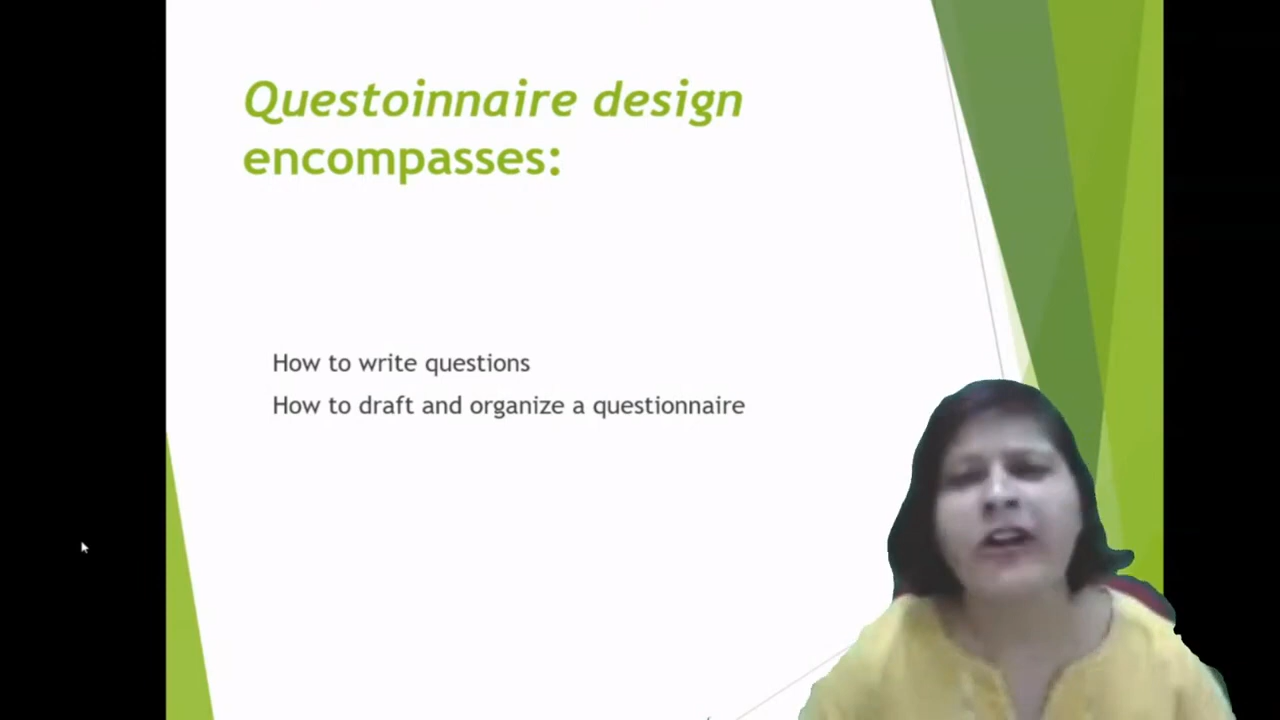 Questoinnaire design
encompasses:
How to write questions
How to draft and organize a questionnaire